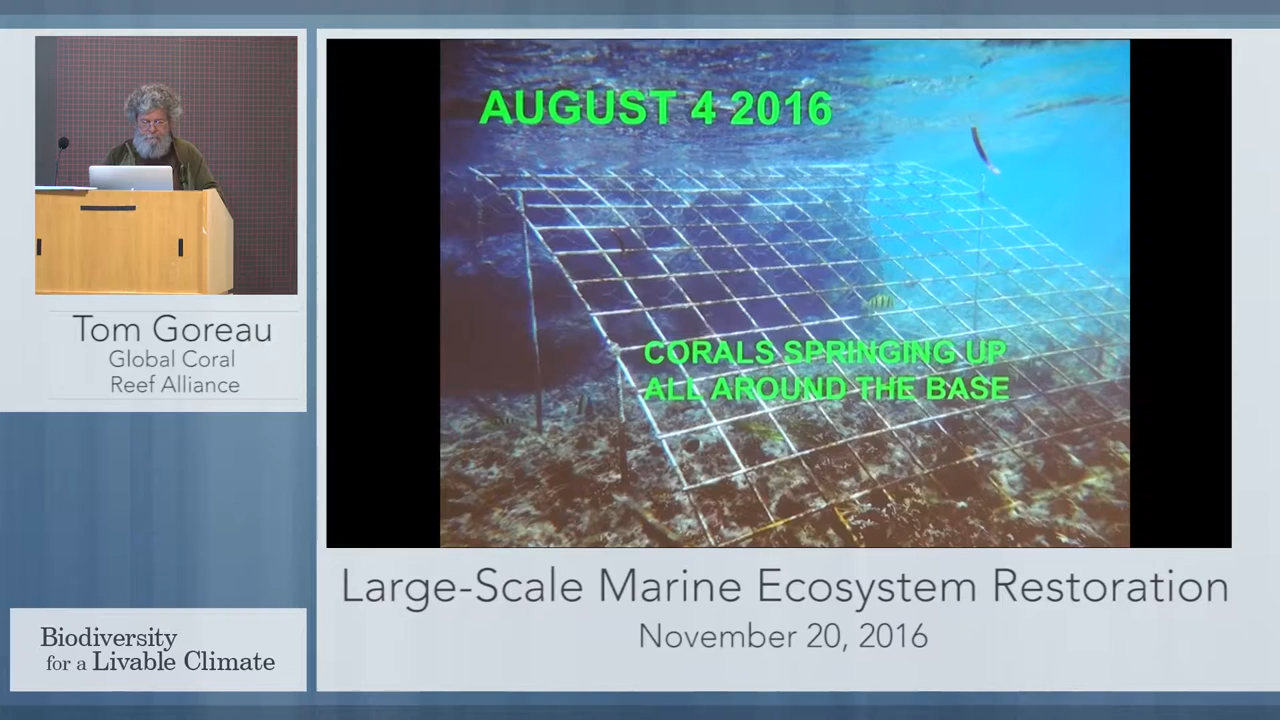 AUGUST 4 2016
CORALS SPRINGING UP
ALL AROUND THE BASE
Tom Goreau
Global Coral
Reef Alliance
Large-Scale Marine Ecosystem Restoration
November 20, 2016
Biodiversity
for a Livable Climate